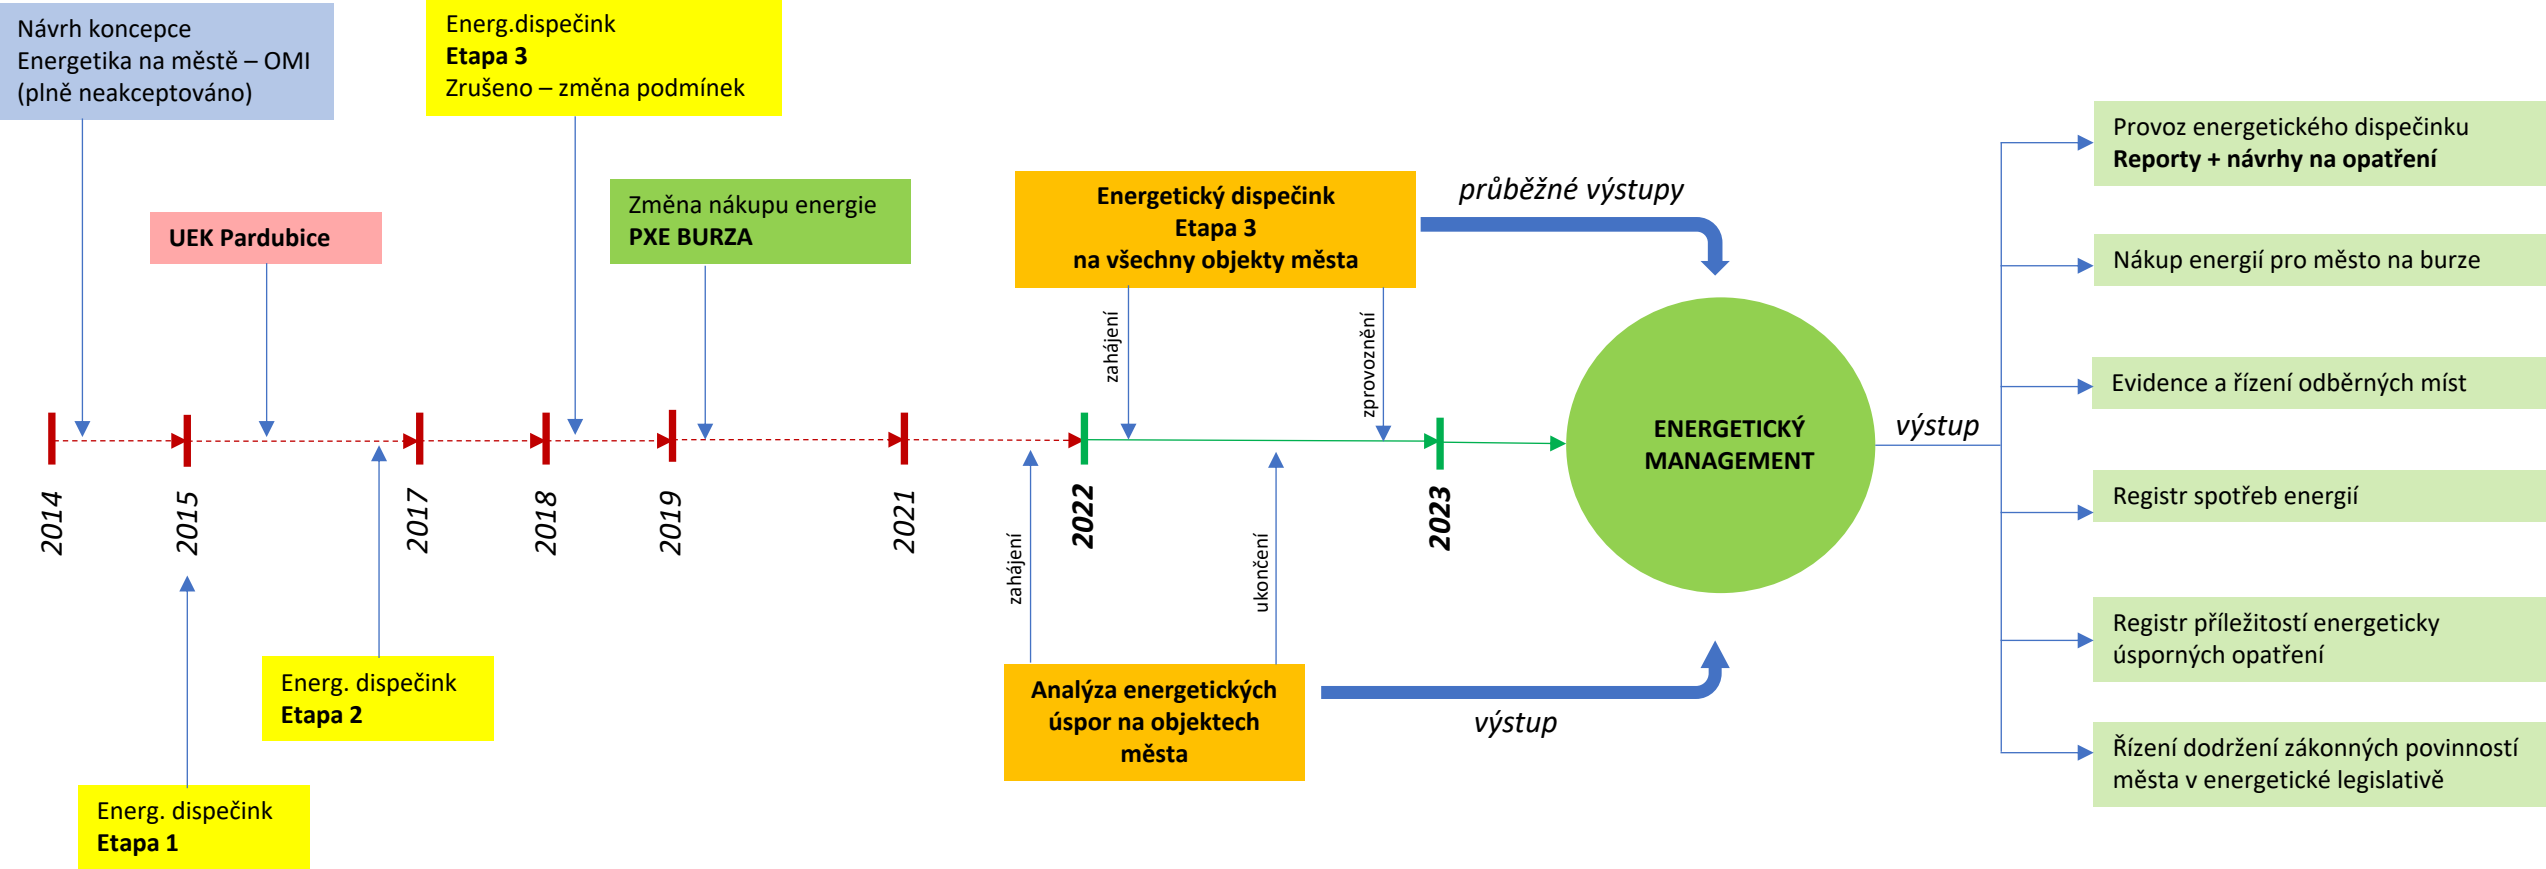 Návrh koncepce
Energetika na městě – OMI
(plně neakceptováno)
Energ.dispečink
Etapa 3
Zrušeno – změna podmínek
UEK Pardubice
Změna nákupu energie
PXE BURZA
Energetický dispečink
Etapa 3
na všechny objekty města
průběžné výstupy
zahájení
zprovoznění
2014
2015
2017
2018
2019
2021
2022
2023
zahájení
ukončení
Energ. dispečink
Etapa 1
Energ. dispečink
Etapa 2
Analýza energetických
úspor na objektech
města
výstup
ENERGETICKÝ
MANAGEMENT
výstup
Provoz energetického dispečinku
Reporty + návrhy na opatření
Nákup energií pro město na burze
Evidence a řízení odběrných míst
Registr spotřeb energií
Registr příležitostí energeticky
úsporných opatření
Řízení dodržení zákonných povinností
města v energetické legislativě